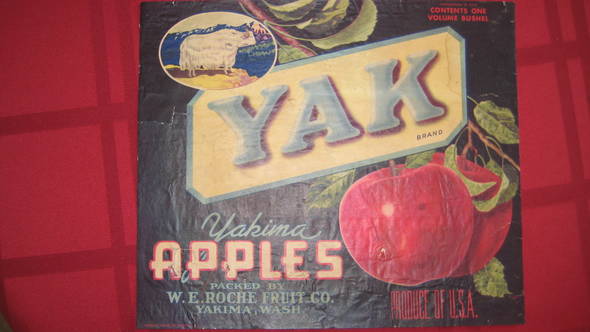 CONTENTS ONE
VOLUME BUSHEL
YAK
BRAND
Yakima
APPLES
PACKED BY
W. E. ROCHE FRUIT CO.
YAKIMA, WASH.
PRODUCE OF U.S.A.